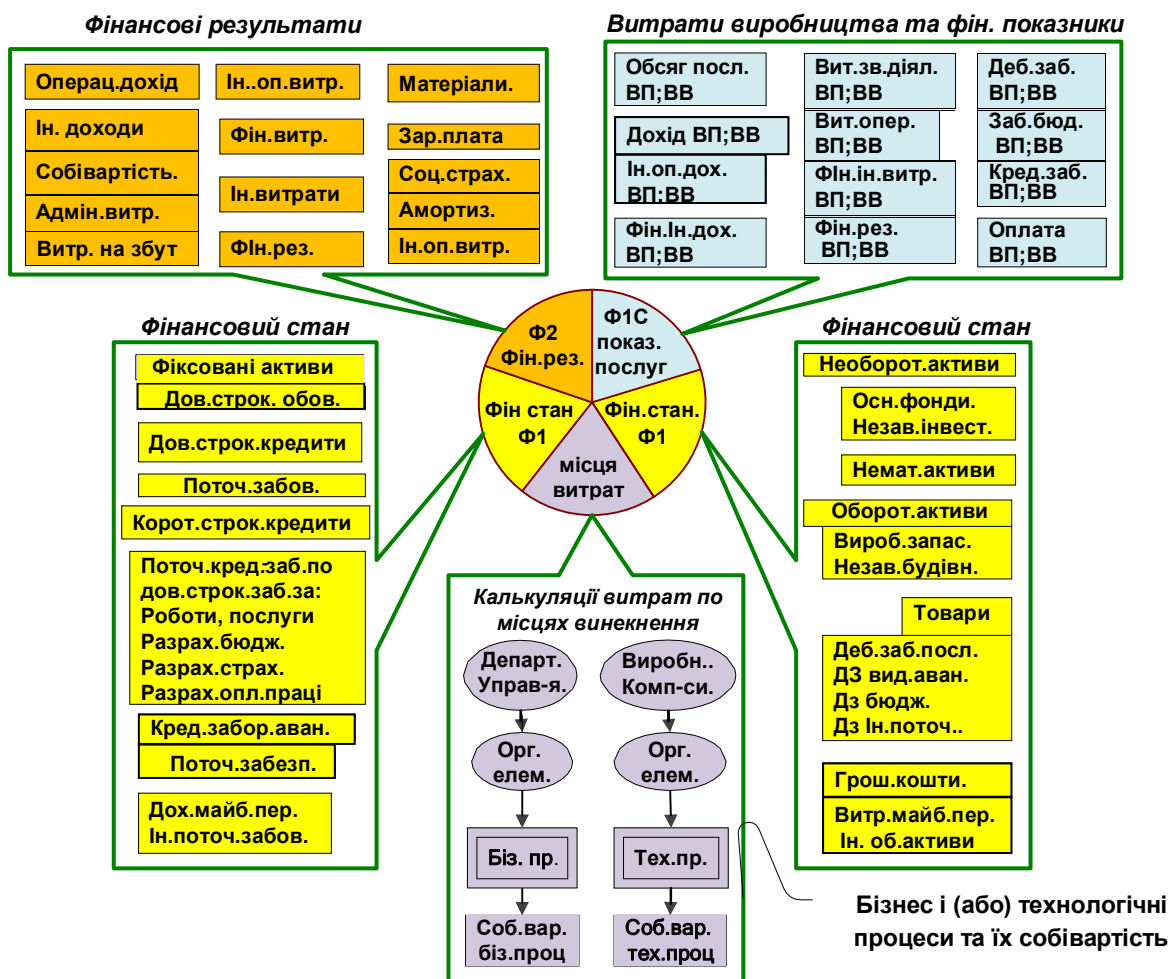 Фінансові результати
Операц.дохід
Ін. доходи
Собівартість.
Адмін.витр.
Витр. на збут
Ін..оп.витр.
Фін.витр.
Ін.витрати
ФІн.рез.
Матеріали.
Зар.плата
Соц.страх.
Амортиз.
Ін.оп.витр.
Витрати виробництва та фін. показники
Обсяг посл.
ВП;ВВ
Дохід ВП;ВВ
Ін.оп.дох.
ВП:ВВ
Фін.Ін.дох.
ВП;ВВ
Вит.зв.діял.
ВП;ВВ
Вит.опер.
ВП;ВВ
ФІн.ін.витр.
ВП;ВВ
Фін.рез.
ВП;ВВ
Деб.заб.
ВП;ВВ
Заб.бюд.
ВП;ВВ
Кред.заб.
ВП;ВВ
Оплата
ВП;ВВ
Ф2
Фін.рез.
Ф1С
показ.
послуг
Фін стан
Ф1
Фін.стан.
Ф1
місця
витрат
Фінансовий стан
Фіксовані активи
Дов.строк. обов.
Дов.строк.кредити
Поточ.забов.
Корот.строк.кредити
Поточ.кред:заб.по
дов.строк.заб.за:
Роботи, послуги
Разрах.бюдж.
Разрах.страх.
Разрах.опл.праці
Кред.забор.аван.
Поточ.забезп.
Дох.майб.пер.
Ін.поточ.забов.
Калькуляції витрат по
місцях винекнення
Департ.
Управ-я.
Орг.
елем.
Біз. пр.
Соб.вар.
біз.проц
Виробн..
Комп-си.
Орг.
елем.
Тех.пр.
Соб.вар.
тех.проц
Фінансовий стан
Необорот.активи
Осн.фонди.
Незав.інвест.
Немат.активи
Оборот.активи
Вироб.запас.
Незав.будівн.
Товари
Деб.заб.посл.
ДЗ вид.аван.
Дз бюдж.
Дз Ін.поточ..
Грош.кошти.
Витр.майб.пер.
Ін. об.активи
Бізнес і (або) технологічні
процеси та їх собівартість